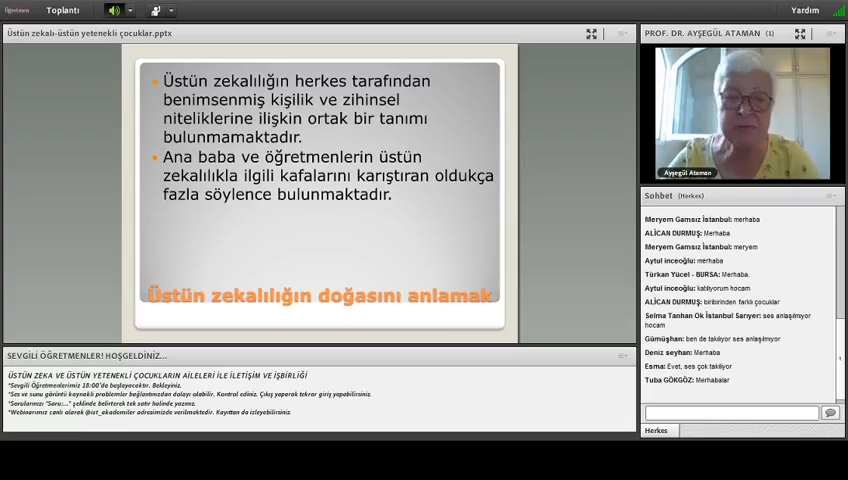 Öğretmen
Toplantı
Yardım
Üstün zekalı-üstün yetenekli çocuklar.pptx
Üstün zekalılığın herkes tarafından
benimsenmiş kişilik ve zihinsel
niteliklerine ilişkin ortak bir tanımı
bulunmamaktadır.
Ana baba ve öğretmenlerin üstün
zekalılıkla ilgili kafalarını karıştıran oldukça
fazla söylence bulunmaktadır.
Üstün zekalılığın doğasını anlamak
SEVGİLİ ÖĞRETMENLER! HOŞGELDİNİZ...
ÜSTÜN ZEKA VE ÜSTÜN YETENEKLİ ÇOCUKLARIN AİLELERİ İLE İLETİŞİM VE İŞBİRLİĞİ
*Sevgili Öğretmenlerimiz 18:00'da başlayacaktır. Bekleyiniz.
*Ses ve sunu görüntü kaynaklı problemler bağlantınızdan dolayı olabilir. Kontrol ediniz. Çıkış yaparak tekrar giriş yapabilirsiniz.
*Sorularınızı "Soru:..." şeklinde belirterek tek satır halinde yazınız.
*Webinarımız canlı olarak @ist_akademiler adresimizde verilmektedir. Kayıttan da izleyebilirsiniz.
PROF. DR. AYŞEGÜL ATAMAN (1)
Ayşegül Ataman
Sohbet (Herkes)
Meryem Gamsız İstanbul: merhaba
ALİCAN DURMUŞ: Merhaba
Meryem Gamsız İstanbul: meryem
Aytul inceoğlu: merhaba
Türkan Yücel - BURSA: Merhaba.
Aytul inceoğlu: katılıyorum hocam
ALİCAN DURMUŞ: biribirinden farklı çocuklar
Selma Tanhan Ok İstanbul Sarıyer: ses anlaşılmıyor
hocam
Gümüşhan: ben de takılıyor ses anlaşılmıyor
Deniz seyhan: Merhaba
Esma: Evet, ses çok takılıyor
Tuba GÖKGÖZ: Merhabalar
Herkes